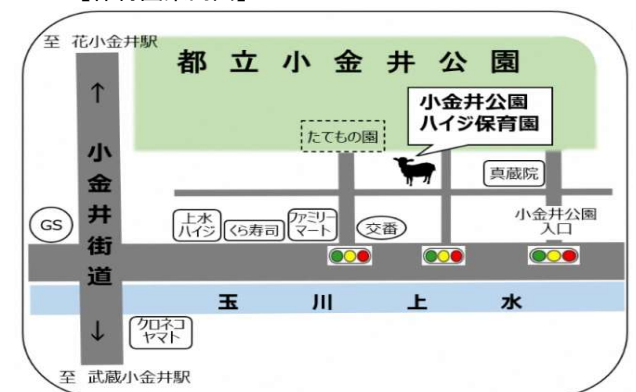 至 花小金井駅
都立小金井公園
↑
小金井街道
↓
小金井公園
ハイジ保育園
たてもの園
真蔵院
GS
上水
ハイジ
くら寿司
ファミリー
マート
交番
小金井公園
入口
玉川上水
クロネコ
ヤマト
至 武蔵小金井駅